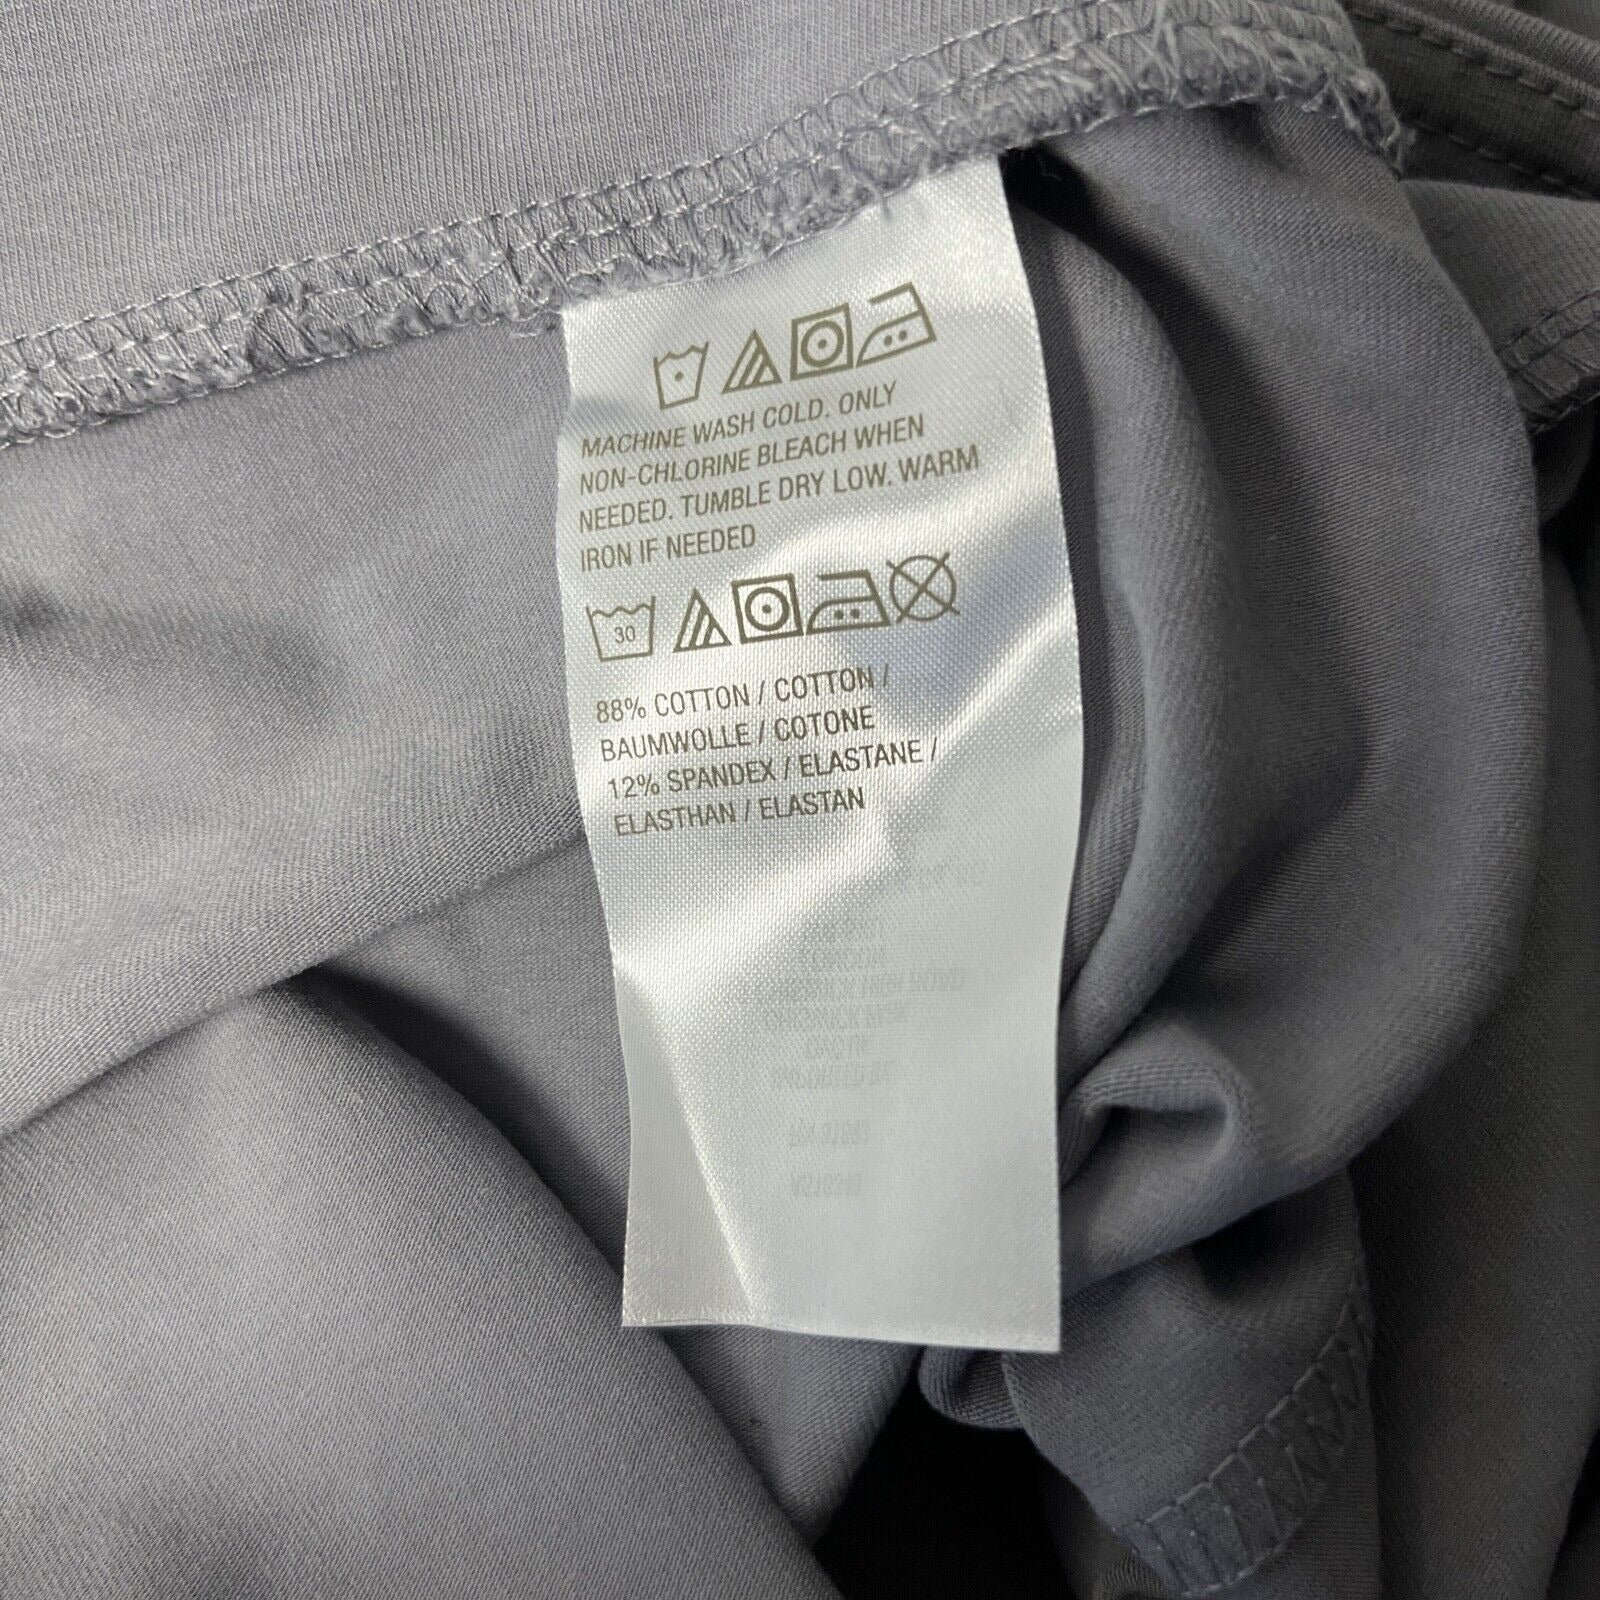 MACHINE WASH COLD. ONLY
NON-CHLORINE BLEACH WHEN
NEEDED. TUMBLE DRY LOW. WARM
IRON IF NEEDED
30
88% COTTON / COTTON /
BAUMWOLLE / COTONE
12% SPANDEX / ELASTANE /
ELASTHAN / ELASTAN